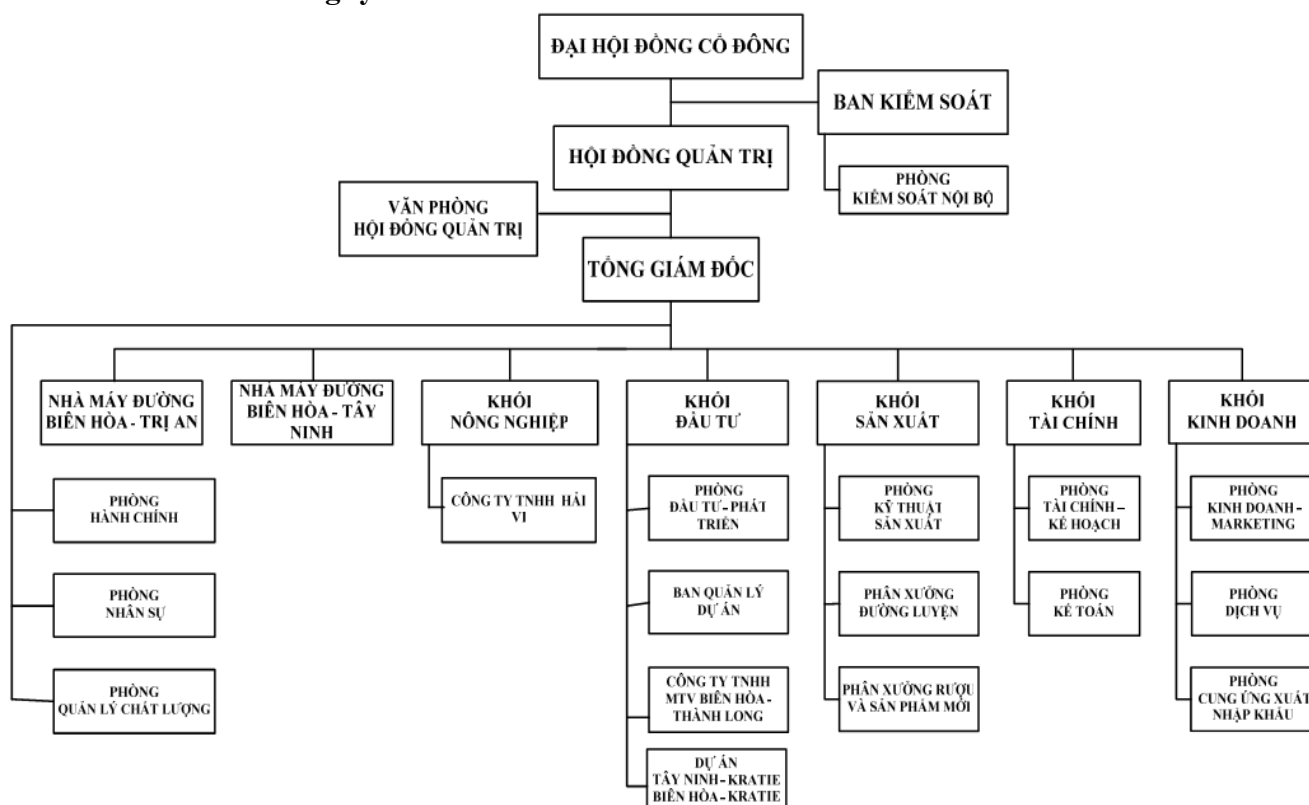 ĐẠI HỘI ĐỒNG CỔ ĐÔNG
BAN KIỂM SOÁT
HỘI ĐỒNG QUẢN TRỊ
PHÒNG
KIỂM SOÁT NỘI BỘ
VĂN PHÒNG
HỘI ĐỒNG QUẢN TRỊ
TỔNG GIÁM ĐỐC
NHÀ MÁY ĐƯỜNG
BIÊN HÒA - TRỊ AN
NHÀ MÁY ĐƯỜNG
BIÊN HÒA - TÂY
NINH
KHỐI
NÔNG NGHIỆP
KHỐI
ĐẦU TƯ
KHỐI
SẢN XUẤT
KHỐI
TÀI CHÍNH
KHỐI
KINH DOANH
PHÒNG
HÀNH CHÍNH
CÔNG TY TNHH HẢI
VI
PHÒNG
ĐẦU TƯ - PHÁT
TRIỂN
PHÒNG
KỸ THUẬT
SẢN XUẤT
PHÒNG
TÀI CHÍNH –
KẾ HOẠCH
PHÒNG
KINH DOANH –
MARKETING
PHÒNG
NHÂN SỰ
BAN QUẢN LÝ
DỰ ÁN
PHÂN XƯỞNG
ĐƯỜNG LUYỆN
PHÒNG
KẾ TOÁN
PHÒNG
DỊCH VỤ
PHÒNG
QUẢN LÝ CHẤT LƯỢNG
CÔNG TY TNHH
MTV BIÊN HÒA -
THÀNH LONG
PHÂN XƯỞNG RƯỢU
VÀ SẢN PHẨM MỚI
PHÒNG
CUNG ỨNG XUẤT
NHẬP KHẨU
DỰ ÁN
TÂY NINH – KRATIE
BIÊN HÒA – KRATIE